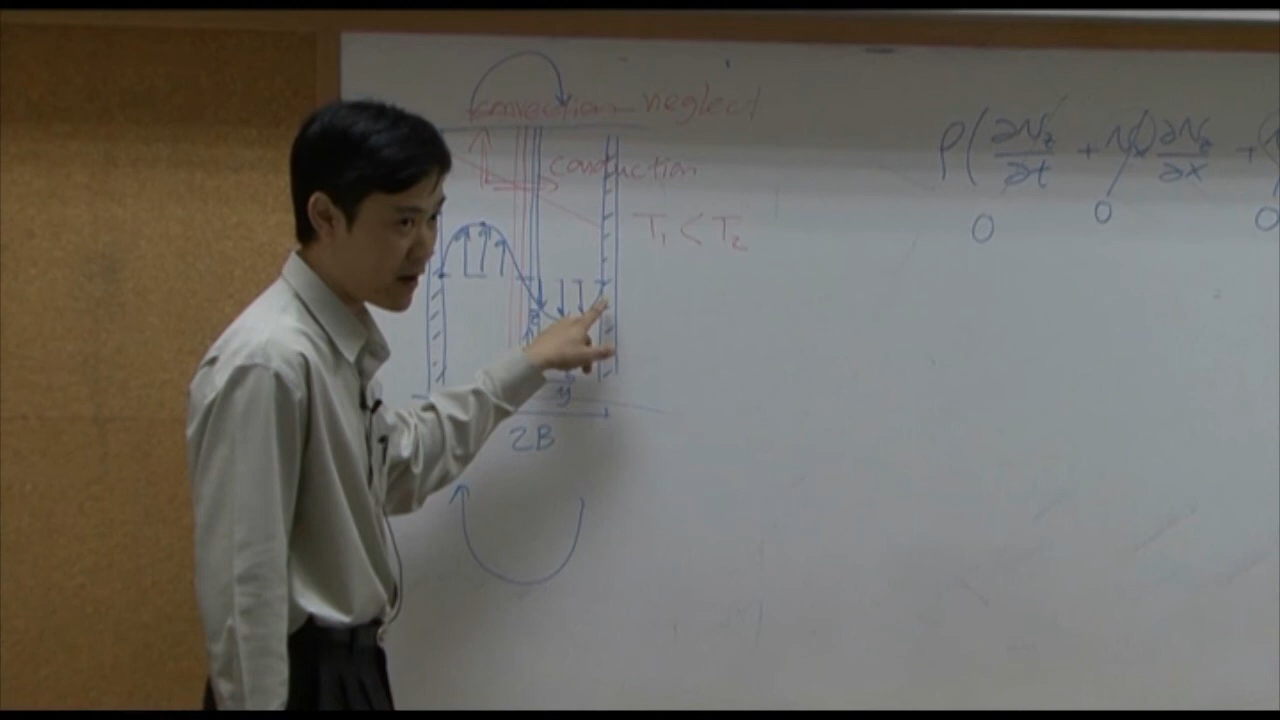 convection neglect
conduction
T₁ < T₂
y
2B
ρ(∂v_z/∂t + v_x ∂v_z/∂x + (
0 0 0